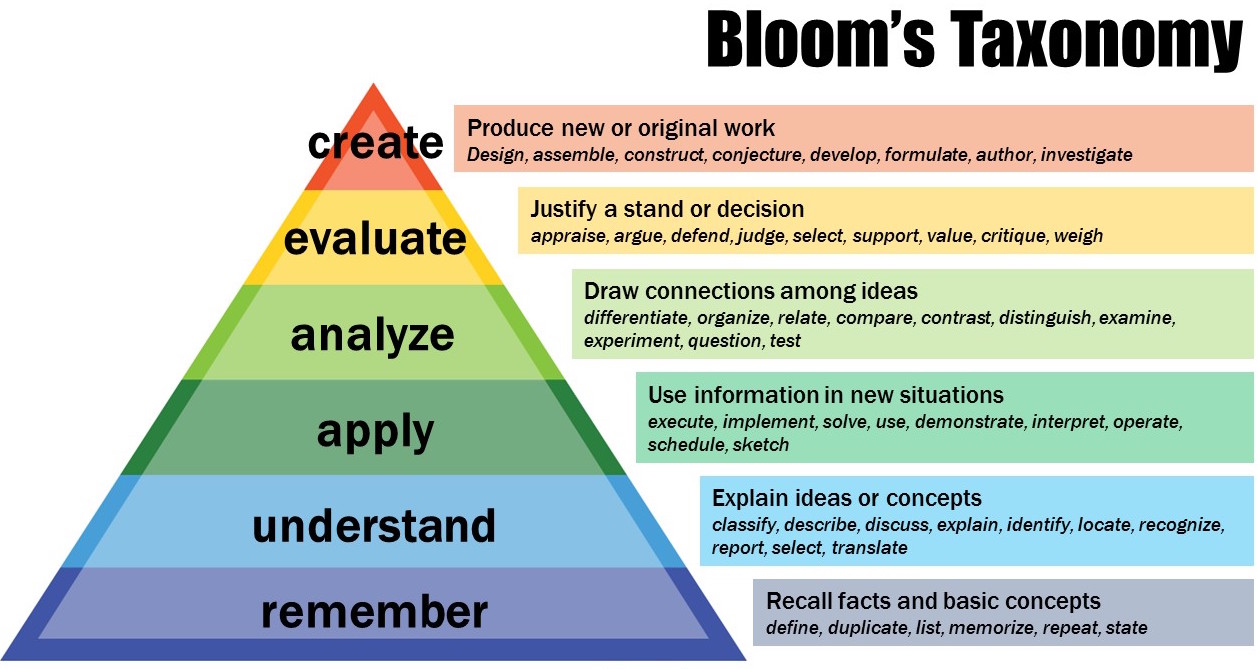 Bloom's Taxonomy
create
Produce new or original work
Design, assemble, construct, conjecture, develop, formulate, author, investigate
evaluate
Justify a stand or decision
appraise, argue, defend, judge, select, support, value, critique, weigh
analyze
Draw connections among ideas
differentiate, organize, relate, compare, contrast, distinguish, examine,
experiment, question, test
apply
Use information in new situations
execute, implement, solve, use, demonstrate, interpret, operate,
schedule, sketch
understand
Explain ideas or concepts
classify, describe, discuss, explain, identify, locate, recognize,
report, select, translate
remember
Recall facts and basic concepts
define, duplicate, list, memorize, repeat, state